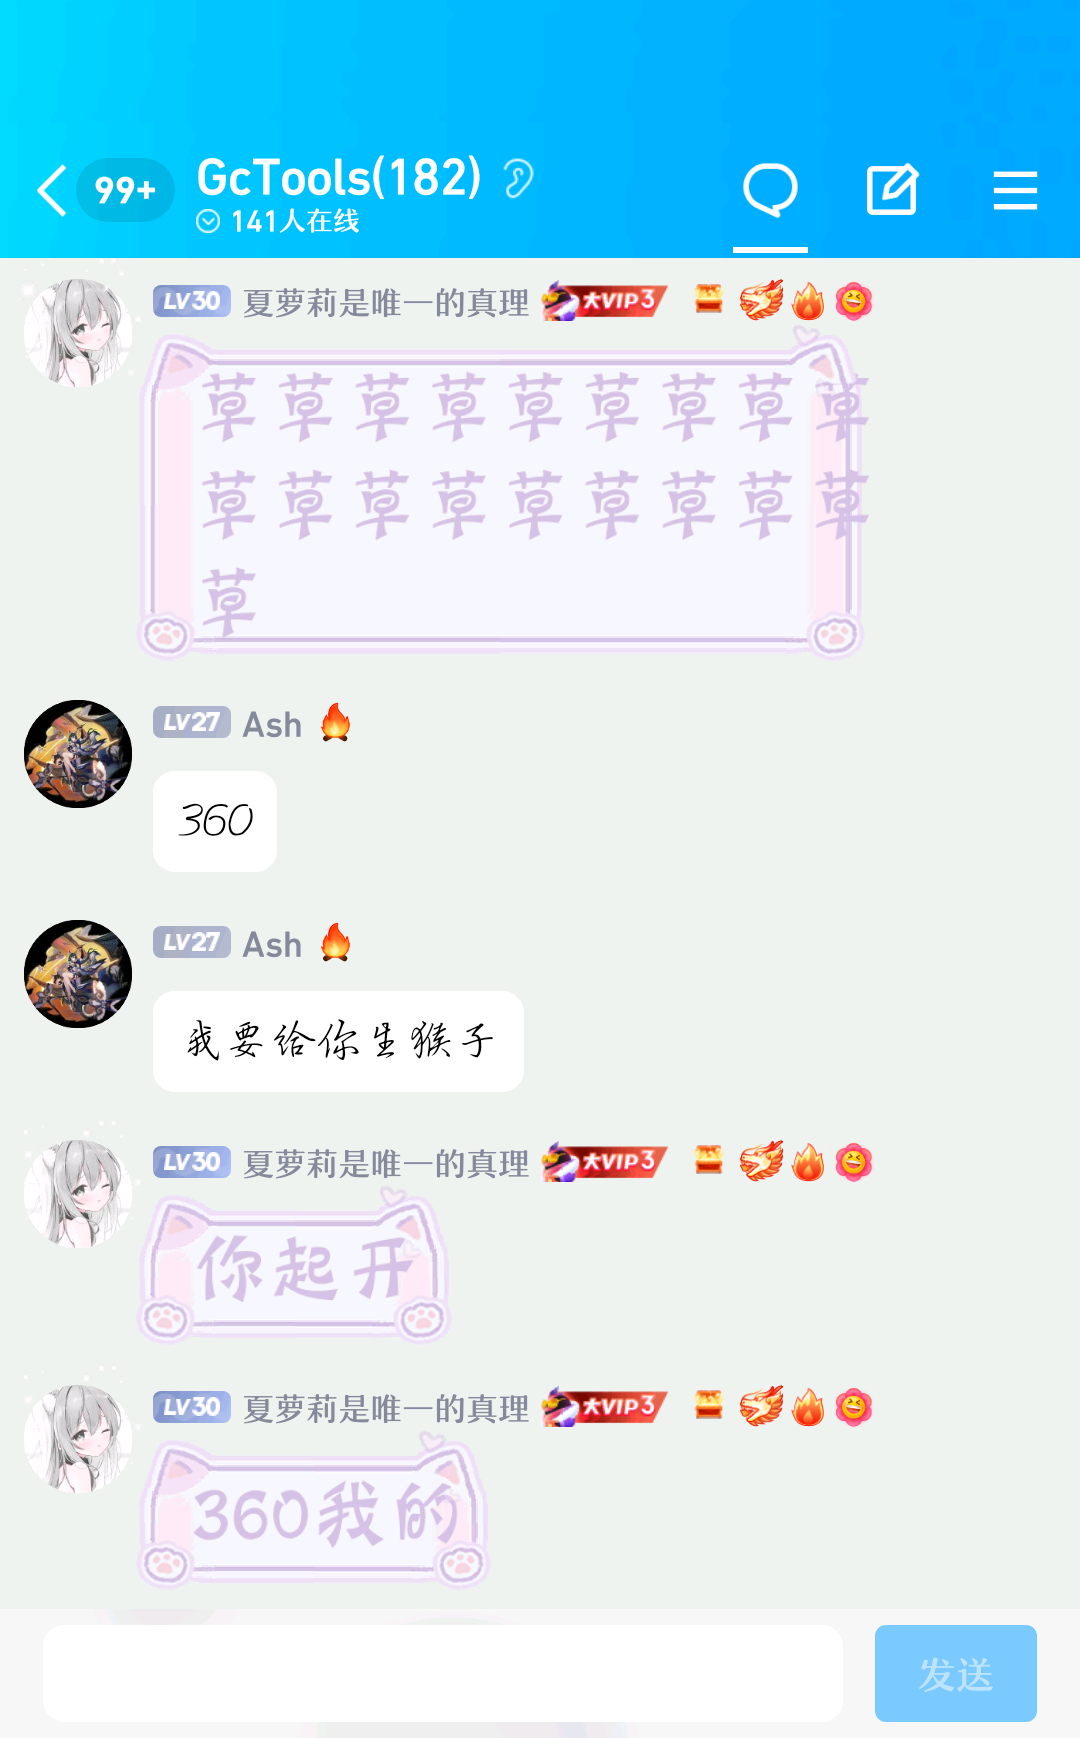 99+
GcTools(182)
141人在线
LV30 夏萝莉是唯一的真理 大VIP3
草草草草草草草草草
草草草草草草草草草
草
LV27 Ash
360
LV27 Ash
我要给你生猴子
LV30 夏萝莉是唯一的真理 大VIP3
你起开
LV30 夏萝莉是唯一的真理 大VIP3
360我的
发送